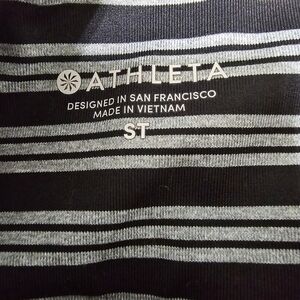 ATHLETA
DESIGNED IN SAN FRANCISCO
MADE IN VIETNAM
ST